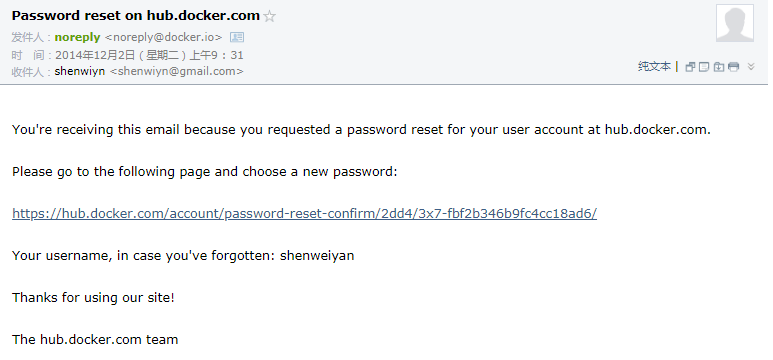 Password reset on hub.docker.com
发件人：noreply <noreply@docker.io>
时　间：2014年12月2日（星期二）上午9：31
收件人：shenwiyn <shenwiyn@gmail.com>
纯文本 |
You're receiving this email because you requested a password reset for your user account at hub.docker.com.
Please go to the following page and choose a new password:
https://hub.docker.com/account/password-reset-confirm/2dd4/3x7-fbf2b346b9fc4cc18ad6/
Your username, in case you've forgotten: shenweiyan
Thanks for using our site!
The hub.docker.com team